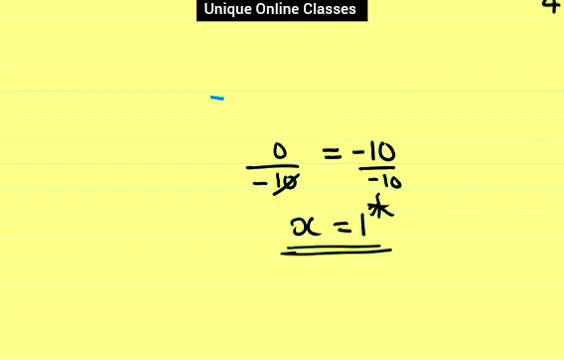 Unique Online Classes
4
-
0 = -10
-10 -10
x = 1*